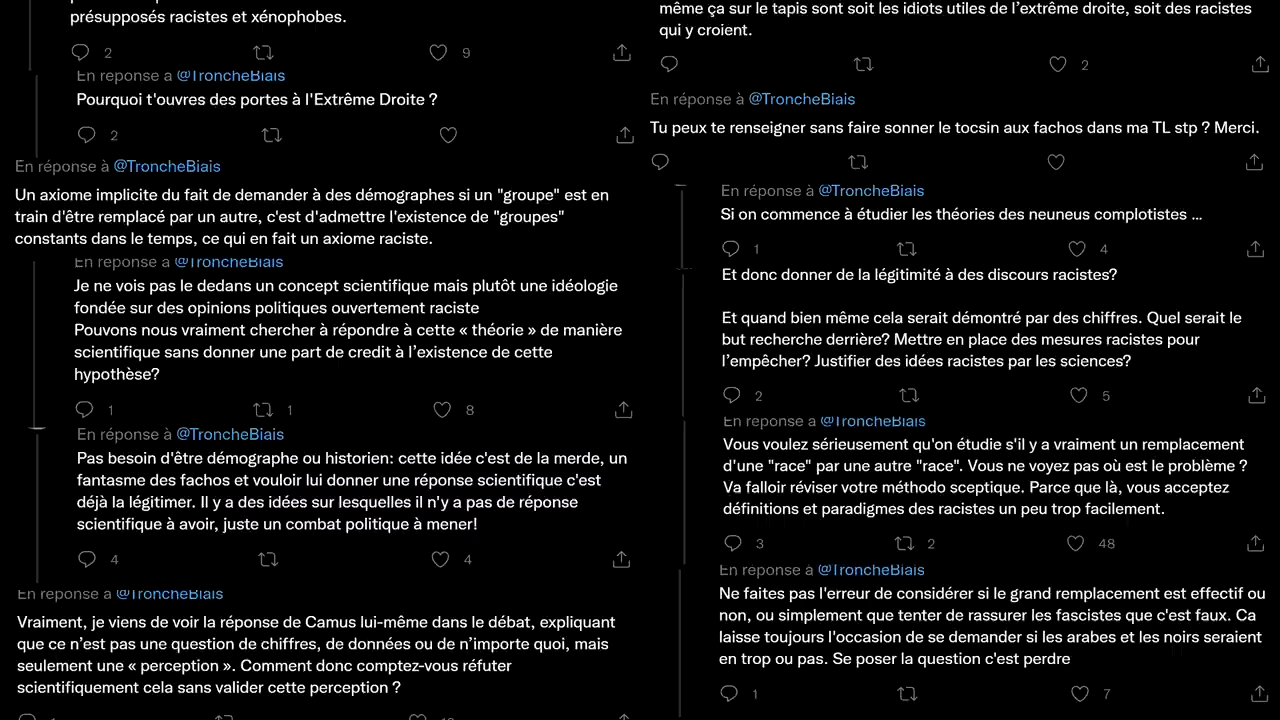 présupposés racistes et xénophobes.
2 9
En réponse à @TroncheBiais
Pourquoi t'ouvres des portes à l'Extrême Droite ?
2
En réponse à @TroncheBiais
Un axiome implicite du fait de demander à des démographes si un "groupe" est en
train d'être remplacé par un autre, c'est d'admettre l'existence de "groupes"
constants dans le temps, ce qui en fait un axiome raciste.
En réponse à @TroncheBiais
Je ne vois pas le dedans un concept scientifique mais plutôt une idéologie
fondée sur des opinions politiques ouvertement raciste
Pouvons nous vraiment chercher à répondre à cette « théorie » de manière
scientifique sans donner une part de credit à l'existence de cette
hypothèse?
1 1 8
En réponse à @TroncheBiais
Pas besoin d'être démographe ou historien: cette idée c'est de la merde, un
fantasme des fachos et vouloir lui donner une réponse scientifique c'est
déjà la légitimer. Il y a des idées sur lesquelles il n'y a pas de réponse
scientifique à avoir, juste un combat politique à mener!
4 4
En réponse à @TroncheBiais
Vraiment, je viens de voir la réponse de Camus lui-même dans le débat, expliquant
que ce n'est pas une question de chiffres, de données ou de n'importe quoi, mais
seulement une « perception ». Comment donc comptez-vous réfuter
scientifiquement cela sans valider cette perception ?
même ça sur le tapis sont soit les idiots utiles de l'extrême droite, soit des racistes
qui y croient.
2
En réponse à @TroncheBiais
Tu peux te renseigner sans faire sonner le tocsin aux fachos dans ma TL stp ? Merci.
En réponse à @TroncheBiais
Si on commence à étudier les théories des neuneus complotistes ...
1 4
Et donc donner de la légitimité à des discours racistes?
Et quand bien même cela serait démontré par des chiffres. Quel serait le
but recherche derrière? Mettre en place des mesures racistes pour
l'empêcher? Justifier des idées racistes par les sciences?
2 5
En réponse à @TroncheBiais
Vous voulez sérieusement qu'on étudie s'il y a vraiment un remplacement
d'une "race" par une autre "race". Vous ne voyez pas où est le problème ?
Va falloir réviser votre méthodo sceptique. Parce que là, vous acceptez
définitions et paradigmes des racistes un peu trop facilement.
3 2 48
En réponse à @TroncheBiais
Ne faites pas l'erreur de considérer si le grand remplacement est effectif ou
non, ou simplement que tenter de rassurer les fascistes que c'est faux. Ca
laisse toujours l'occasion de se demander si les arabes et les noirs seraient
en trop ou pas. Se poser la question c'est perdre
1 7